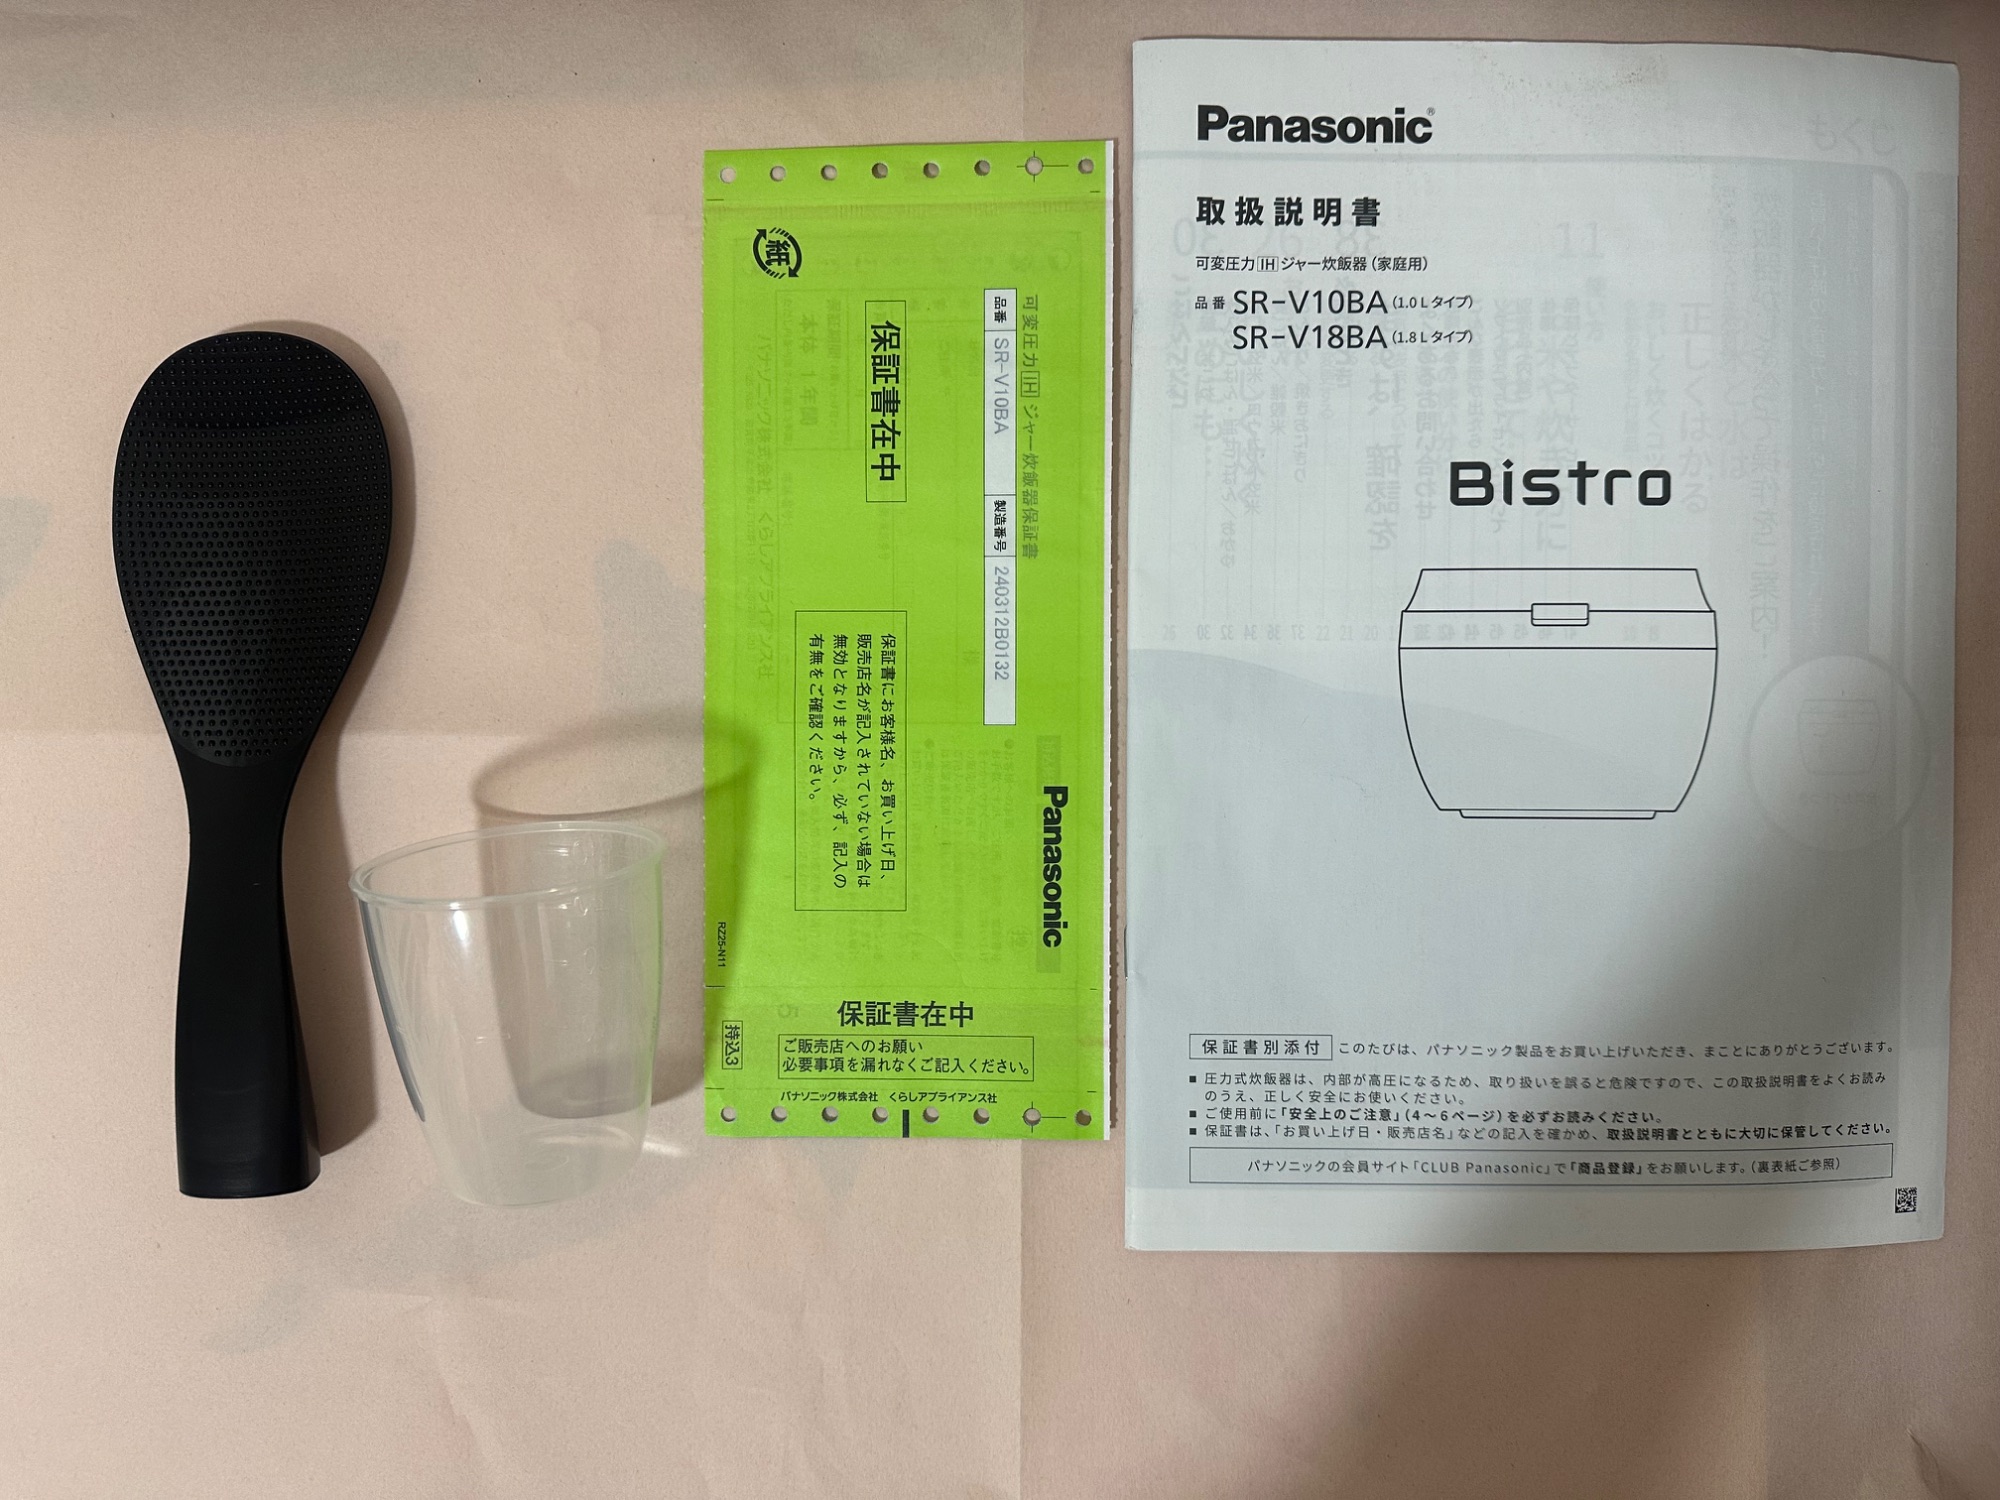 紙
可変圧力IHジャー炊飯器保証書
品番 SR-V10BA 製造番号 240312B0132
Panasonic
保証書在中
保証書にお客様名、お買い上げ日、
販売店名が記入されていない場合は
無効となりますから、必ず、記入の
有無をご確認ください。
RZ25-N11
保証書在中
持込3
ご販売店へのお願い
必要事項を漏れなくご記入ください。
パナソニック株式会社 くらしアプライアンス社
Panasonic®
取扱説明書
可変圧力IHジャー炊飯器(家庭用)
品番 SR-V10BA(1.0 L タイプ)
SR-V18BA(1.8 L タイプ)
Bistro
保証書別添付 このたびは、パナソニック製品をお買い上げいただき、まことにありがとうございます。
■ 圧力式炊飯器は、内部が高圧になるため、取り扱いを誤ると危険ですので、この取扱説明書をよくお読み
のうえ、正しく安全にお使いください。
■ ご使用前に「安全上のご注意」(4~6ページ)を必ずお読みください。
■ 保証書は、「お買い上げ日・販売店名」などの記入を確かめ、取扱説明書とともに大切に保管してください。
パナソニックの会員サイト「CLUB Panasonic」で「商品登録」をお願いします。(裏表紙ご参照)